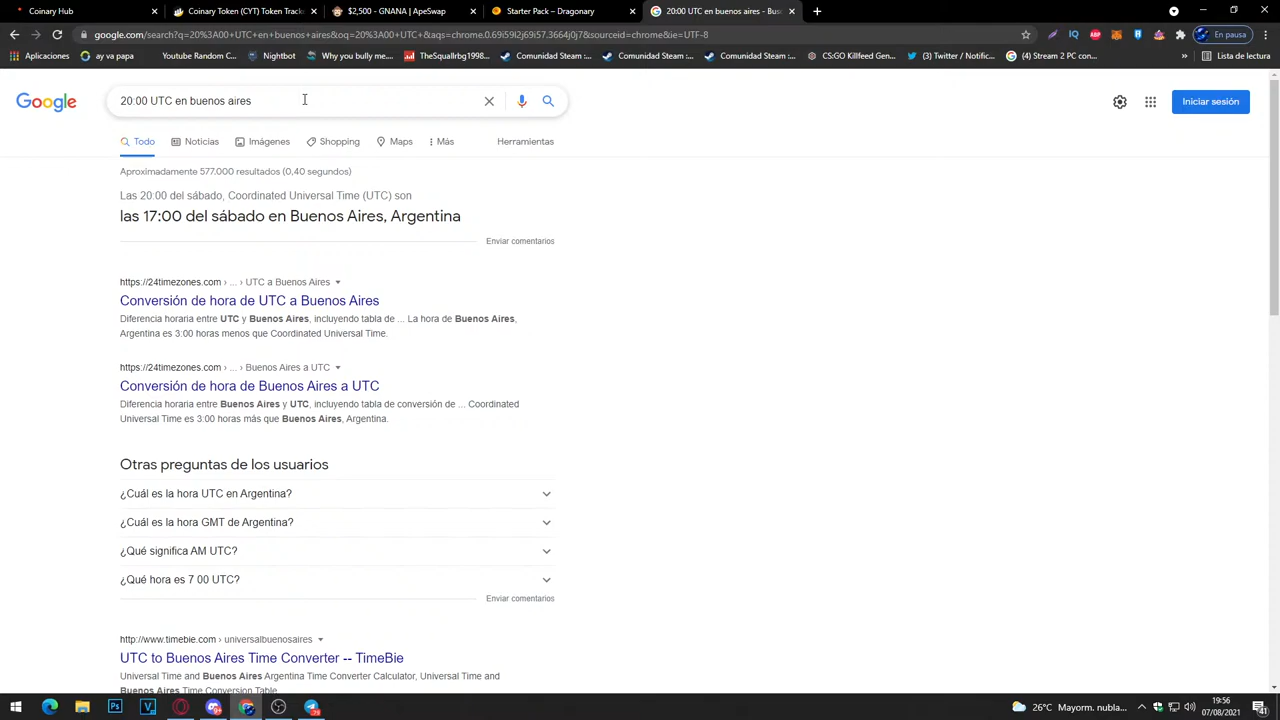 Coinary Hub
Coinary Token (CYT) Token Track
$2,500 - GNANA | ApeSwap
Starter Pack – Dragonary
20:00 UTC en buenos aires - Bus
google.com/search?q=20%3A00+UTC+en+buenos+aires&oq=20%3A00+UTC+&aqs=chrome.0.69i59l2j69i57.3664j0j7&sourceid=chrome&ie=UTF-8
En pausa
Aplicaciones
ay va papa
Youtube Random C...
Nightbot
Why you bully me...
TheSquallrbg1998...
Steam Community...
Steam Community...
Steam Community...
CS:GO Killfeed Gen...
(3) Twitter / Notific...
Stream 2 PC con...
Lista de lectura
Google
20:00 UTC en buenos aires
Iniciar sesión
Todo
Noticias
Imágenes
Shopping
Maps
Más
Herramientas
Aproximadamente 577.000 resultados (0,40 segundos)
Las 20:00 del sábado, Coordinated Universal Time (UTC) son
las 17:00 del sábado en Buenos Aires, Argentina
Enviar comentarios
https://24timezones.com › ... › UTC a Buenos Aires
Conversión de hora de UTC a Buenos Aires
Diferencia horaria entre UTC y Buenos Aires, incluyendo tabla de ... La hora de Buenos Aires,
Argentina es 3:00 horas menos que Coordinated Universal Time.
https://24timezones.com › ... › Buenos Aires a UTC
Conversión de hora de Buenos Aires a UTC
Diferencia horaria entre Buenos Aires y UTC, incluyendo tabla de conversión de ... Coordinated
Universal Time es 3:00 horas más que Buenos Aires, Argentina.
Otras preguntas de los usuarios
¿Cuál es la hora UTC en Argentina?
¿Cuál es la hora GMT de Argentina?
¿Qué significa AM UTC?
¿Qué hora es 7 00 UTC?
Enviar comentarios
http://www.timebie.com › universalbuenosaires
UTC to Buenos Aires Time Converter -- TimeBie
Universal Time and Buenos Aires Argentina Time Converter Calculator, Universal Time and
Buenos Aires Time Conversion Table
26°C Mayorm. nubla...
19:56
07/08/2021